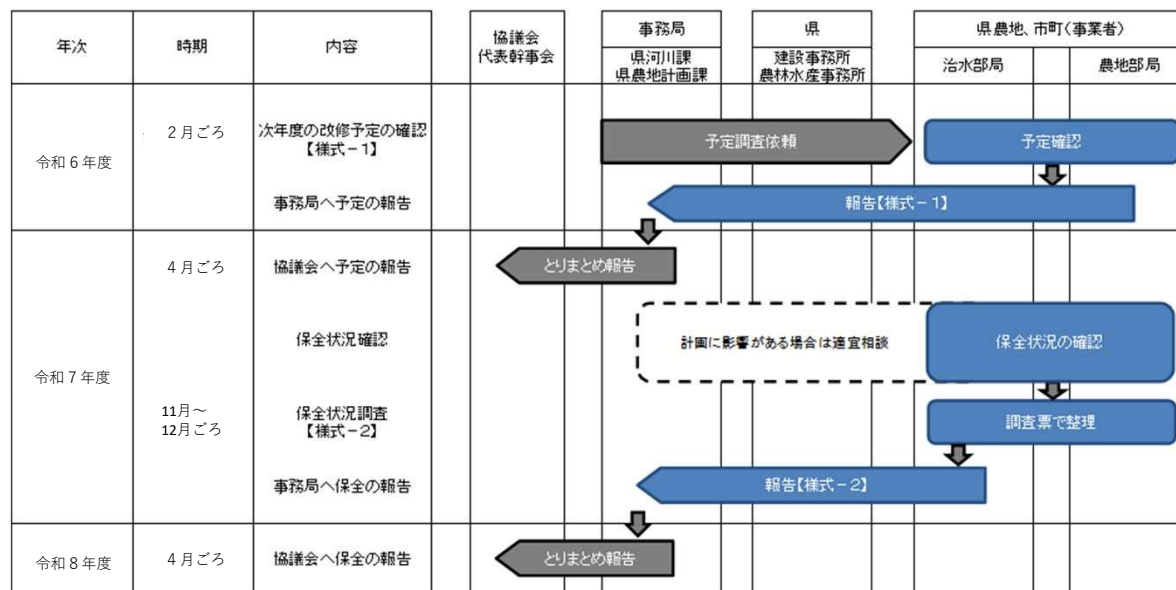 年次
時期
内容
協議会
代表幹事会
事務局
県河川課
県農地計画課
県
建設事務所
農林水産事務所
県農地、市町(事業者)
治水部局
農地部局
令和6年度
2月ごろ
次年度の改修予定の確認
【様式-1】
予定調査依頼
予定確認
事務局へ予定の報告
報告【様式-1】
令和7年度
4月ごろ
協議会へ予定の報告
とりまとめ報告
保全状況確認
計画に影響がある場合は適宜相談
保全状況の確認
11月~
12月ごろ
保全状況調査
【様式-2】
調査票で整理
事務局へ保全の報告
報告【様式-2】
令和8年度
4月ごろ
協議会へ保全の報告
とりまとめ報告